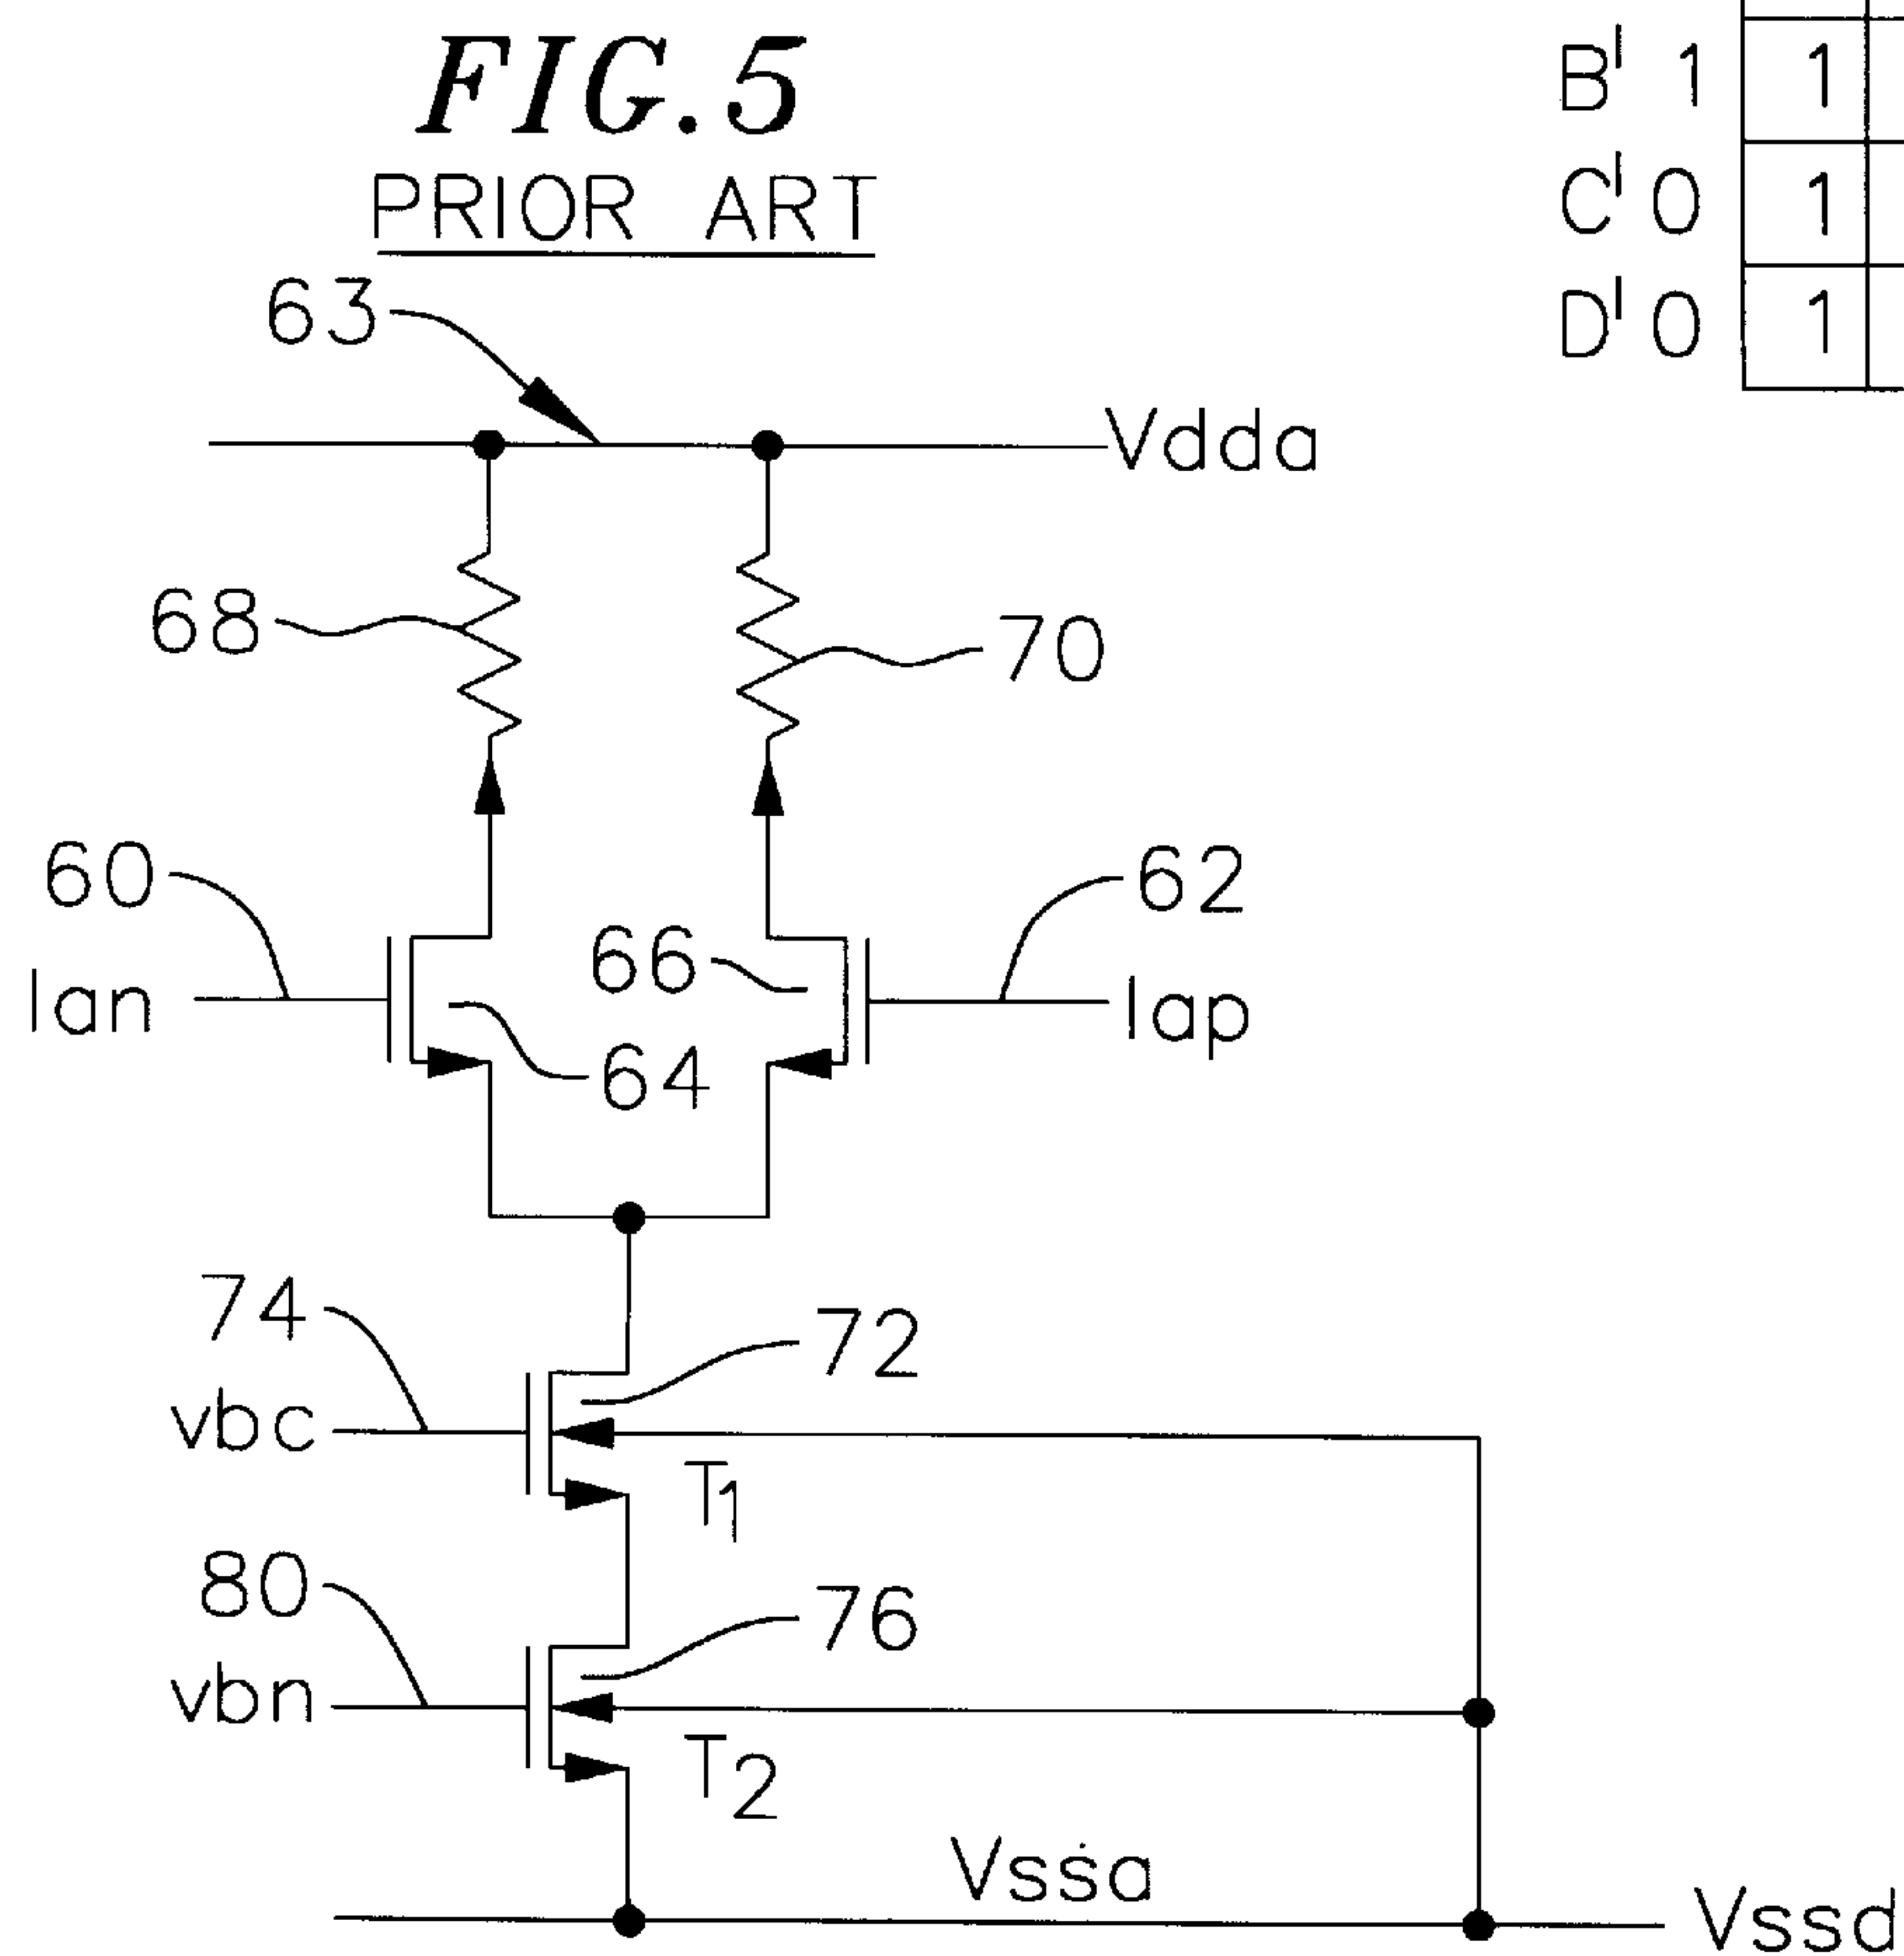 FIG. 5
PRIOR ART
B' 1 1
C' 0 1
D' 0 1
63
Vdda
68
70
60
62
66
Ian
Iap
64
74
72
vbc
T1
80
76
vbn
T2
Vssa
Vssd